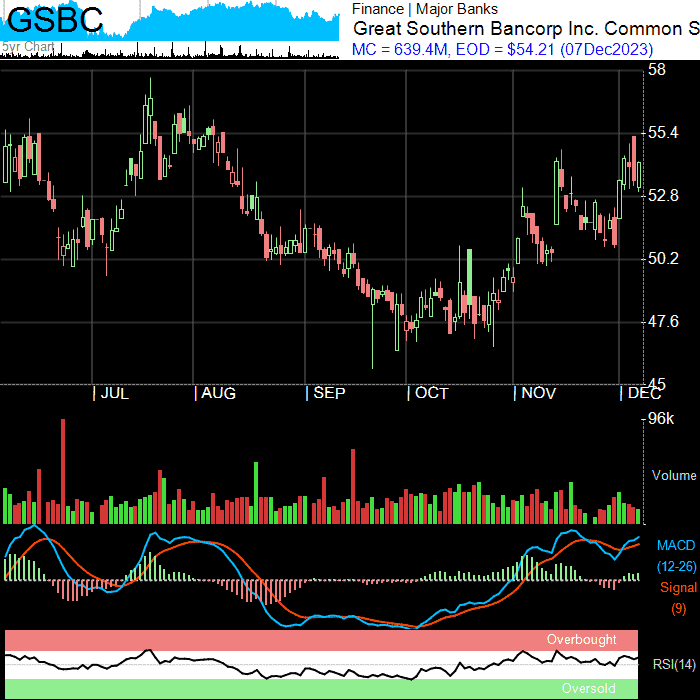 GSBC
5yr Chart
Finance | Major Banks
Great Southern Bancorp Inc. Common S
MC = 639.4M, EOD = $54.21 (07Dec2023)
58
55.4
52.8
50.2
47.6
45
JUL AUG SEP OCT NOV DEC
96k
Volume
MACD
(12-26)
Signal
(9)
Overbought
RSI(14)
Oversold